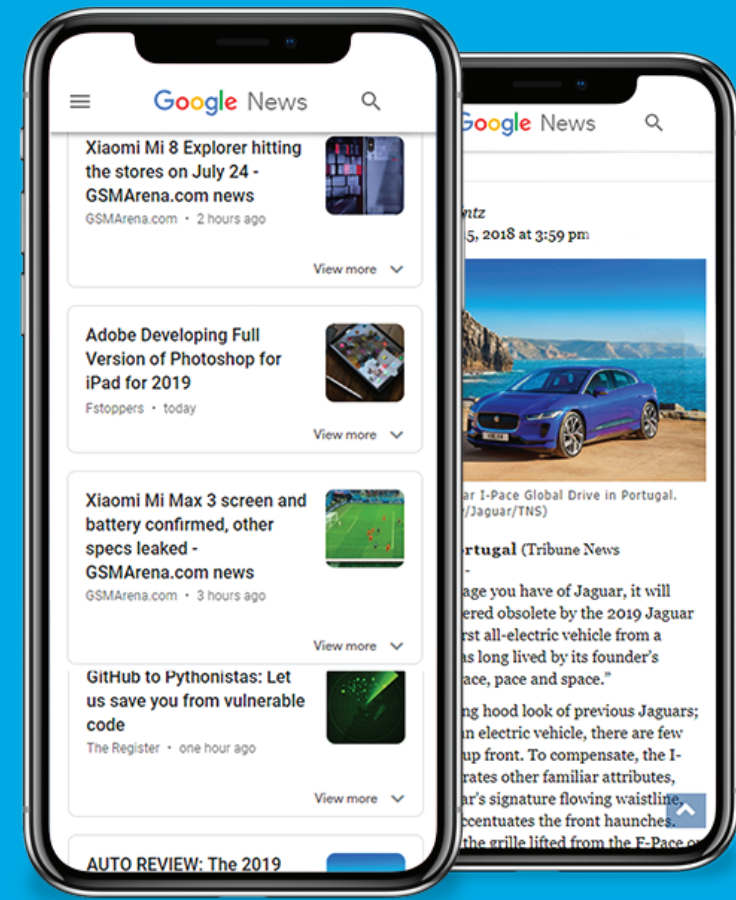 Google News
Xiaomi Mi 8 Explorer hitting
the stores on July 24 -
GSMArena.com news
GSMArena.com • 2 hours ago
View more
Adobe Developing Full
Version of Photoshop for
iPad for 2019
Fstoppers • today
View more
Xiaomi Mi Max 3 screen and
battery confirmed, other
specs leaked -
GSMArena.com news
GSMArena.com • 3 hours ago
View more
GitHub to Pythonistas: Let
us save you from vulnerable
code
The Register • one hour ago
View more
AUTO REVIEW: The 2019
Google News
ntz
5, 2018 at 3:59 pm
ar I-Pace Global Drive in Portugal.
/Jaguar/TNS)
rtugal (Tribune News
-
age you have of Jaguar, it will
ered obsolete by the 2019 Jaguar
rst all-electric vehicle from a
as long lived by its founder's
ace, pace and space.”
ng hood look of previous Jaguars;
n electric vehicle, there are few
up front. To compensate, the I-
rates other familiar attributes,
ar's signature flowing waistline,
ccentuates the front haunches.
the grille lifted from the F-Pace